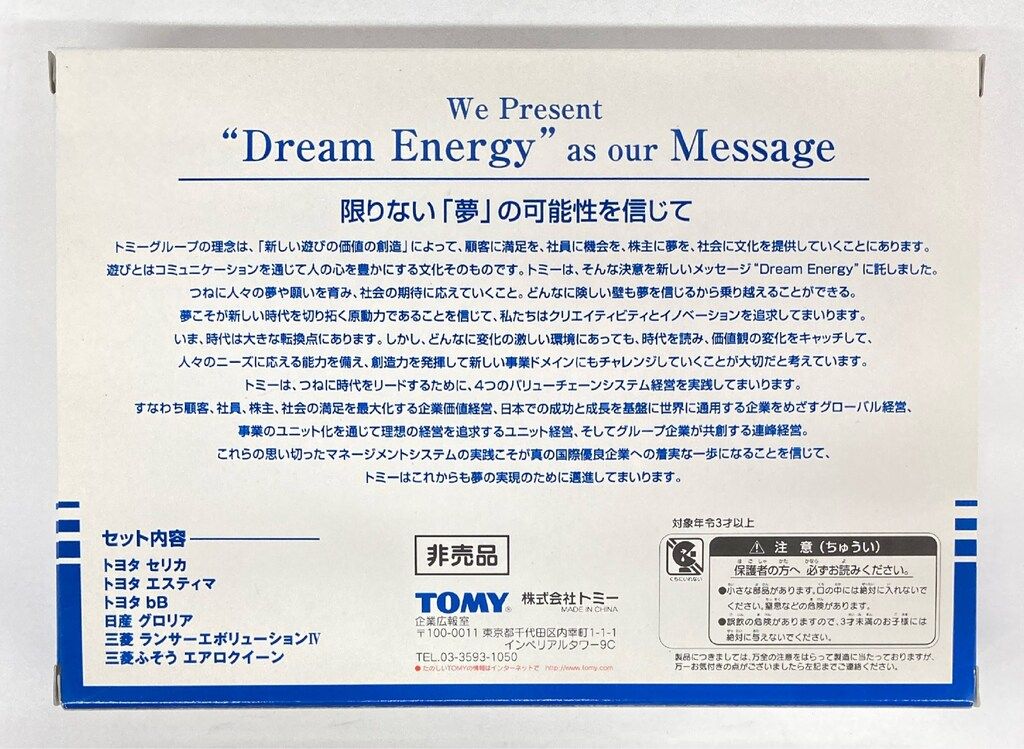 We Present
“Dream Energy” as our Message
限りない「夢」の可能性を信じて
トミーグループの理念は、「新しい遊びの価値の創造」によって、顧客に満足を、社員に機会を、株主に夢を、社会に文化を提供していくことにあります。
遊びとはコミュニケーションを通じて人の心を豊かにする文化そのものです。トミーは、そんな決意を新しいメッセージ“Dream Energy”に託しました。
つねに人々の夢や願いを育み、社会の期待に応えていくこと。どんなに険しい壁も夢を信じるから乗り越えることができる。
夢こそが新しい時代を切り拓く原動力であることを信じて、私たちはクリエイティビティとイノベーションを追求してまいります。
いま、時代は大きな転換点にあります。しかし、どんなに変化の激しい環境にあっても、時代を読み、価値観の変化をキャッチして、
人々のニーズに応える能力を備え、創造力を発揮して新しい事業ドメインにもチャレンジしていくことが大切だと考えています。
トミーは、つねに時代をリードするために、4つのバリューチェーンシステム経営を実践してまいります。
すなわち顧客、社員、株主、社会の満足を最大化する企業価値経営、日本での成功と成長を基盤に世界に通用する企業をめざすグローバル経営、
事業のユニット化を通じて理想の経営を追求するユニット経営、そしてグループ企業が共創する連峰経営。
これらの思い切ったマネージメントシステムの実践こそが真の国際優良企業への着実な一歩になることを信じて、
トミーはこれからも夢の実現のために邁進してまいります。
セット内容
トヨタ セリカ
トヨタ エスティマ
トヨタ bB
日産 グロリア
三菱 ランサーエボリューションⅣ
三菱ふそう エアロクイーン
非売品
TOMY® 株式会社トミー
MADE IN CHINA
企業広報室
〒100-0011 東京都千代田区内幸町1-1-1
インペリアルタワー9C
TEL.03-3593-1050
●たのしいTOMYの情報はインターネットで http://www.tomy.com
対象年令3才以上
くちにいれない
⚠ 注 意 (ちゅうい)
保護者の方へ 必ずお読みください。
●小さな部品があります。口の中には絶対に入れないで
ください。窒息などの危険があります。
●誤飲の危険がありますので、3才未満のお子様には
絶対に与えないでください。
製品につきましては、万全の注意をはらって製造に当たっておりますが、
万一お気付きの点がございましたら左記までご連絡ください。